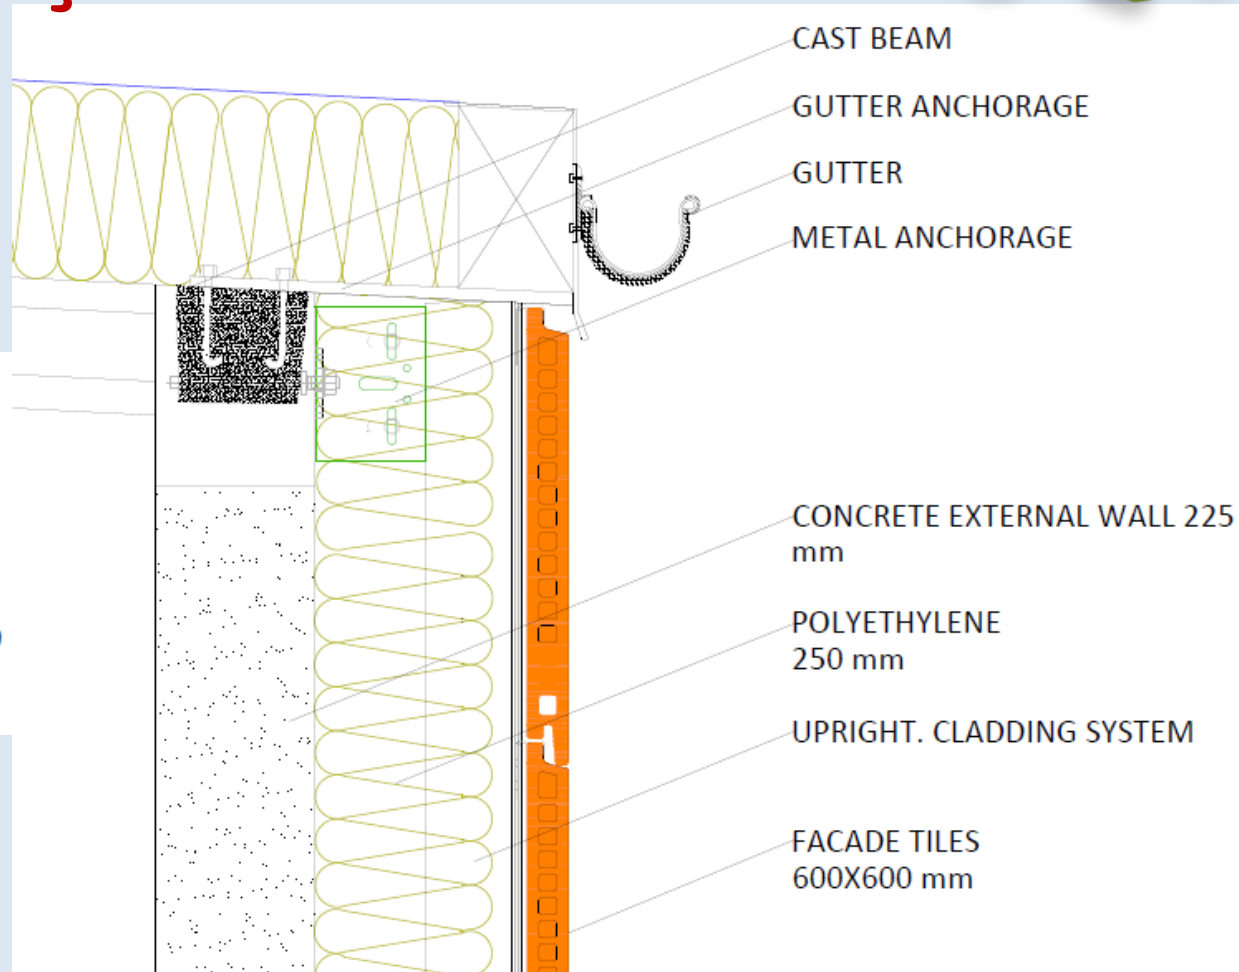 CAST BEAM
GUTTER ANCHORAGE
GUTTER
METAL ANCHORAGE
CONCRETE EXTERNAL WALL 225
mm
POLYETHYLENE
250 mm
UPRIGHT. CLADDING SYSTEM
FACADE TILES
600X600 mm